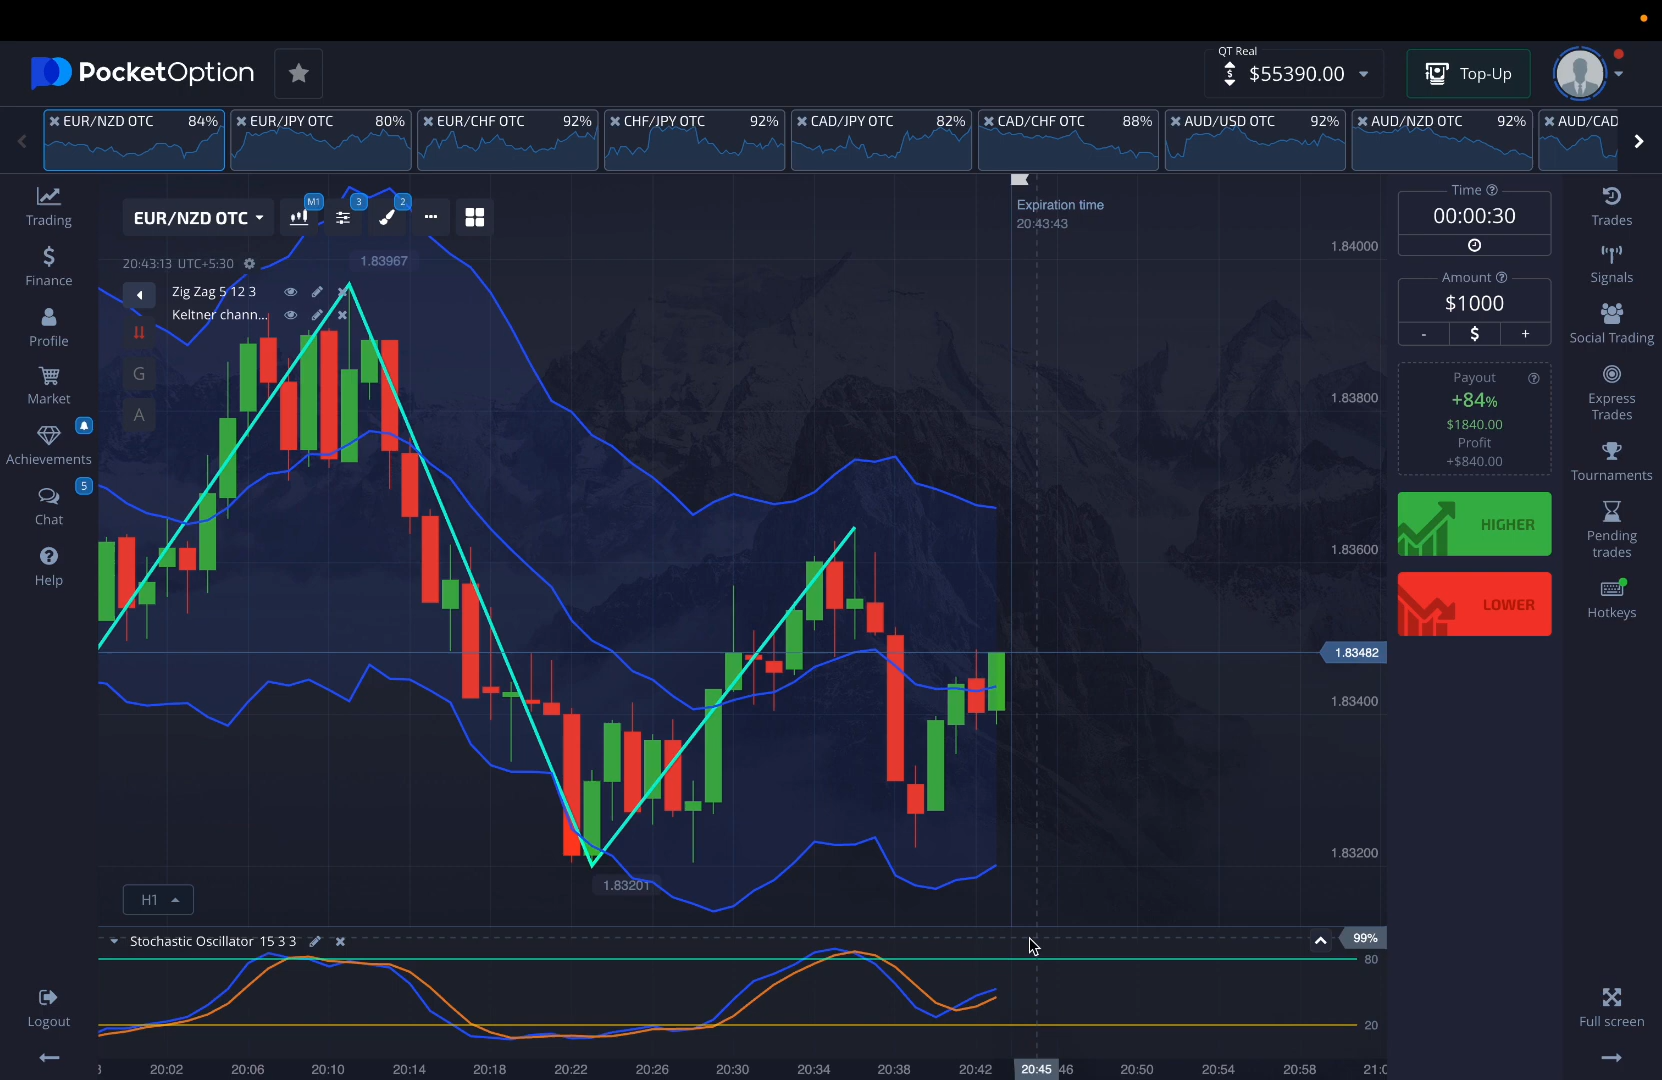 PocketOption
QT Real
$55390.00
Top-Up
EUR/NZD OTC 84%
EUR/JPY OTC 80%
EUR/CHF OTC 92%
CHF/JPY OTC 92%
CAD/JPY OTC 82%
CAD/CHF OTC 88%
AUD/USD OTC 92%
AUD/NZD OTC 92%
AUD/CAD
Trading
Finance
Profile
Market
Achievements
5
Chat
Help
Logout
EUR/NZD OTC
M1
3
2
20:43:13 UTC+5:30
Zig Zag 5 12 3
Keltner chann...
G
A
1.83967
1.83201
Expiration time
20:43:43
1.84000
1.83800
1.83600
1.83482
1.83400
1.83200
H1
Stochastic Oscillator 15 3 3
99%
80
20
20:02
20:06
20:10
20:14
20:18
20:22
20:26
20:30
20:34
20:38
20:42
20:45
46
20:50
20:54
20:58
Time
00:00:30
Amount
$1000
- $ +
Payout
+84%
$1840.00
Profit
+$840.00
HIGHER
LOWER
Trades
Signals
Social Trading
Express
Trades
Tournaments
Pending
trades
Hotkeys
Full screen